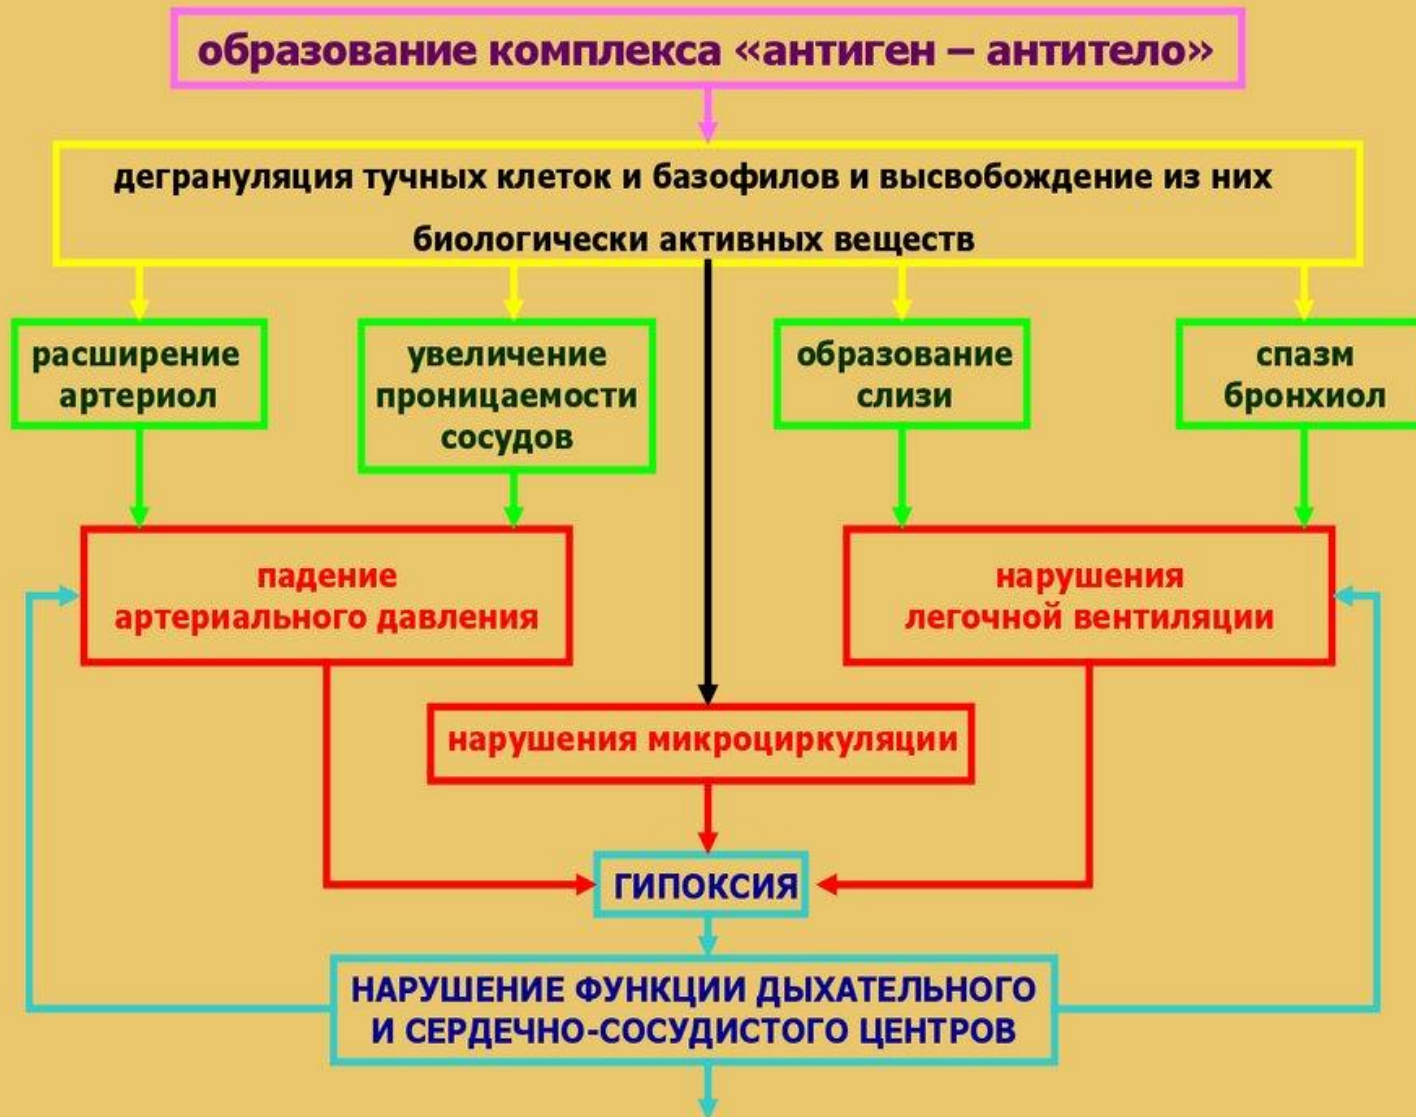 образование комплекса «антиген – антитело»
дегрануляция тучных клеток и базофилов и высвобождение из них
биологически активных веществ
расширение
артериол
увеличение
проницаемости
сосудов
образование
слизи
спазм
бронхиол
падение
артериального давления
нарушения
легочной вентиляции
нарушения микроциркуляции
ГИПОКСИЯ
НАРУШЕНИЕ ФУНКЦИИ ДЫХАТЕЛЬНОГО
И СЕРДЕЧНО-СОСУДИСТОГО ЦЕНТРОВ